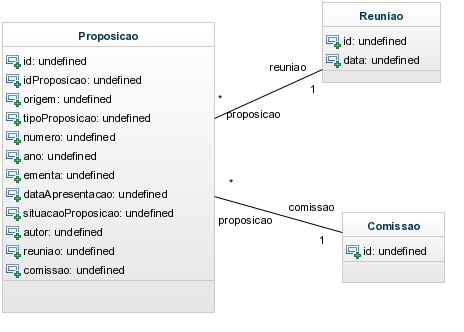 Proposicao
id: undefined
idProposicao: undefined
origem: undefined
tipoProposicao: undefined
numero: undefined
ano: undefined
ementa: undefined
dataApresentacao: undefined
situacaoProposicao: undefined
autor: undefined
reuniao: undefined
comissao: undefined
Reuniao
id: undefined
data: undefined
reuniao
1
*
proposicao
*
proposicao
comissao
1
Comissao
id: undefined